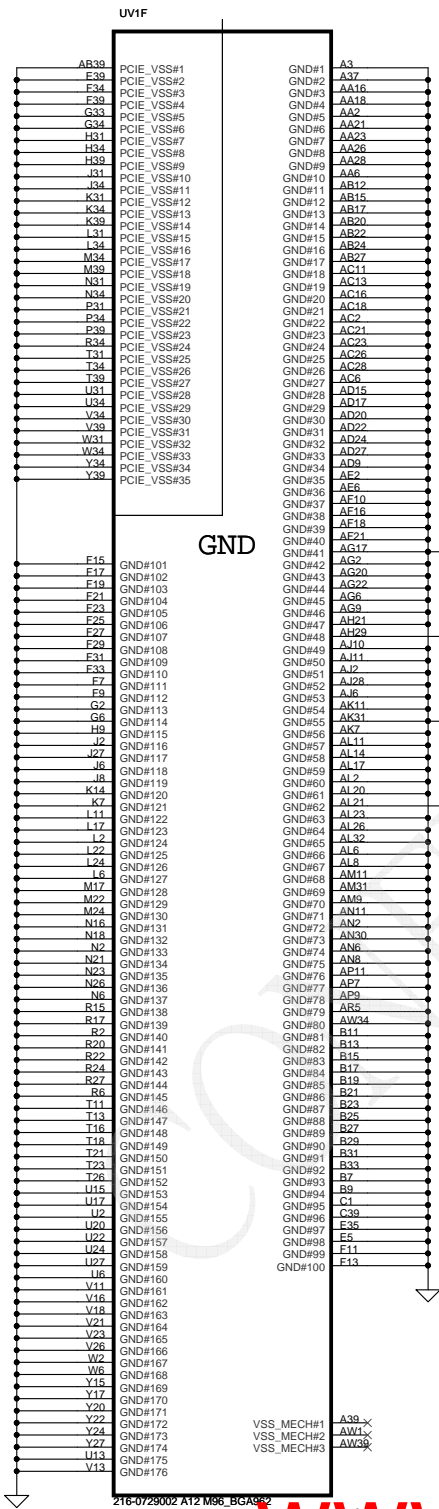 UV1F
AB39 PCIE_VSS#1
E39 PCIE_VSS#2
F34 PCIE_VSS#3
F39 PCIE_VSS#4
G33 PCIE_VSS#5
G34 PCIE_VSS#6
H31 PCIE_VSS#7
H34 PCIE_VSS#8
H39 PCIE_VSS#9
J31 PCIE_VSS#10
J34 PCIE_VSS#11
K31 PCIE_VSS#12
K34 PCIE_VSS#13
K39 PCIE_VSS#14
L31 PCIE_VSS#15
L34 PCIE_VSS#16
M34 PCIE_VSS#17
M39 PCIE_VSS#18
N31 PCIE_VSS#19
N34 PCIE_VSS#20
P31 PCIE_VSS#21
P34 PCIE_VSS#22
P39 PCIE_VSS#23
R34 PCIE_VSS#24
T31 PCIE_VSS#25
T34 PCIE_VSS#26
T39 PCIE_VSS#27
U31 PCIE_VSS#28
U34 PCIE_VSS#29
V34 PCIE_VSS#30
V39 PCIE_VSS#31
W31 PCIE_VSS#32
W34 PCIE_VSS#33
Y34 PCIE_VSS#34
Y39 PCIE_VSS#35
GND
F15 GND#101
F17 GND#102
F19 GND#103
F21 GND#104
F23 GND#105
F25 GND#106
F27 GND#107
F29 GND#108
F31 GND#109
F33 GND#110
F7 GND#111
F9 GND#112
G2 GND#113
G6 GND#114
H9 GND#115
J2 GND#116
J27 GND#117
J6 GND#118
J8 GND#119
K14 GND#120
K7 GND#121
L11 GND#122
L17 GND#123
L2 GND#124
L22 GND#125
L24 GND#126
L6 GND#127
M17 GND#128
M22 GND#129
M24 GND#130
N16 GND#131
N18 GND#132
N2 GND#133
N21 GND#134
N23 GND#135
N26 GND#136
N6 GND#137
R15 GND#138
R17 GND#139
R2 GND#140
R20 GND#141
R22 GND#142
R24 GND#143
R27 GND#144
R6 GND#145
T11 GND#146
T13 GND#147
T16 GND#148
T18 GND#149
T21 GND#150
T23 GND#151
T26 GND#152
U15 GND#153
U17 GND#154
U2 GND#155
U20 GND#156
U22 GND#157
U24 GND#158
U27 GND#159
U6 GND#160
V11 GND#161
V16 GND#162
V18 GND#163
V21 GND#164
V23 GND#165
V26 GND#166
W2 GND#167
W6 GND#168
Y15 GND#169
Y17 GND#170
Y20 GND#171
Y22 GND#172
Y24 GND#173
Y27 GND#174
U13 GND#175
V13 GND#176
GND#1 A3
GND#2 A37
GND#3 AA16
GND#4 AA18
GND#5 AA2
GND#6 AA21
GND#7 AA23
GND#8 AA26
GND#9 AA28
GND#10 AA6
GND#11 AB12
GND#12 AB15
GND#13 AB17
GND#14 AB20
GND#15 AB22
GND#16 AB24
GND#17 AB27
GND#18 AC11
GND#19 AC13
GND#20 AC16
GND#21 AC18
GND#22 AC2
GND#23 AC21
GND#24 AC23
GND#25 AC26
GND#26 AC28
GND#27 AC6
GND#28 AD15
GND#29 AD17
GND#30 AD20
GND#31 AD22
GND#32 AD24
GND#33 AD27
GND#34 AD9
GND#35 AE2
GND#36 AE6
GND#37 AF10
GND#38 AF16
GND#39 AF18
GND#40 AF21
GND#41 AG17
GND#42 AG2
GND#43 AG20
GND#44 AG22
GND#45 AG6
GND#46 AG9
GND#47 AH21
GND#48 AH29
GND#49 AJ10
GND#50 AJ11
GND#51 AJ2
GND#52 AJ28
GND#53 AJ6
GND#54 AK11
GND#55 AK31
GND#56 AK7
GND#57 AL11
GND#58 AL14
GND#59 AL17
GND#60 AL2
GND#61 AL20
GND#62 AL21
GND#63 AL23
GND#64 AL26
GND#65 AL32
GND#66 AL6
GND#67 AL8
GND#68 AM11
GND#69 AM31
GND#70 AM9
GND#71 AN11
GND#72 AN2
GND#73 AN30
GND#74 AN6
GND#75 AN8
GND#76 AP11
GND#77 AP7
GND#78 AP9
GND#79 AR5
GND#80 AW34
GND#81 B11
GND#82 B13
GND#83 B15
GND#84 B17
GND#85 B19
GND#86 B21
GND#87 B23
GND#88 B25
GND#89 B27
GND#90 B29
GND#91 B31
GND#92 B33
GND#93 B7
GND#94 B9
GND#95 C1
GND#96 C39
GND#97 E35
GND#98 E5
GND#99 F11
GND#100 F13
VSS_MECH#1 A39
VSS_MECH#2 AW1
VSS_MECH#3 AW39
216-0729002 A12 M96_BGA962